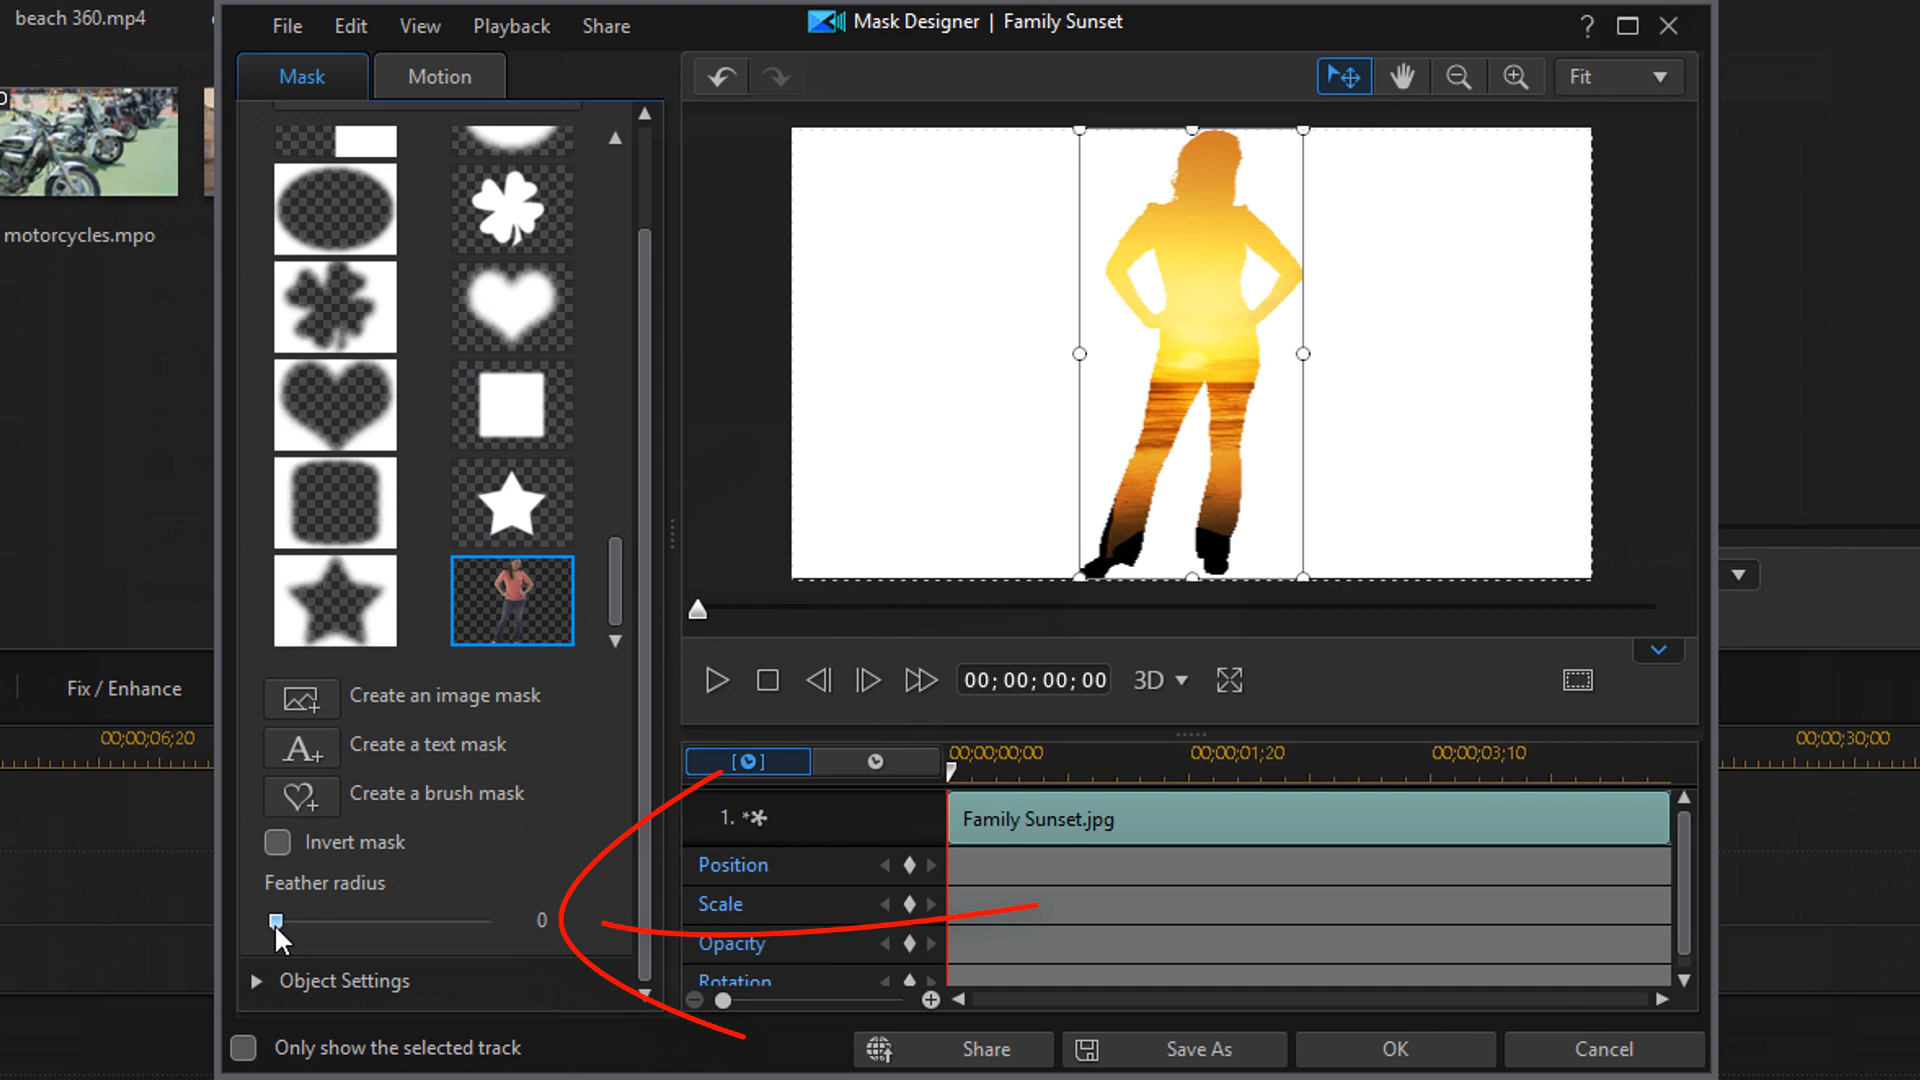 beach 360.mp4
File Edit View Playback Share
Mask Designer | Family Sunset
?
Mask Motion
Fit
motorcycles.mpo
Fix / Enhance
Create an image mask
Create a text mask
Create a brush mask
Invert mask
Feather radius
0
Object Settings
Only show the selected track
00;00;00;00 3D
00;00;06;20
00;00;00;00 00;00;01;20 00;00;03;10
00;00;30;00
1. Family Sunset.jpg
Position
Scale
Opacity
Rotation
Share Save As OK Cancel